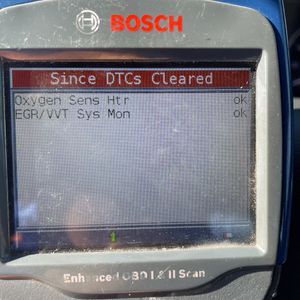 BOSCH
Since DTCs Cleared
Oxygen Sens Htr ok
EGR/VVT Sys Mon ok
Enhanced OBD I & II Scan